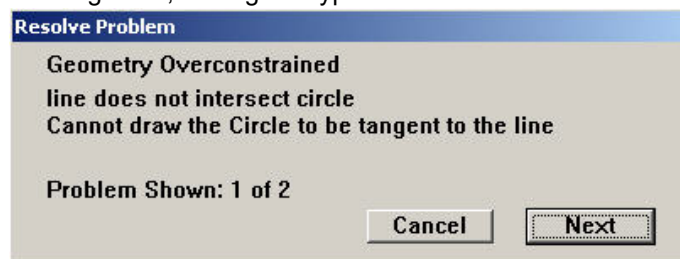 Resolve Problem
Geometry Overconstrained
line does not intersect circle
Cannot draw the Circle to be tangent to the line
Problem Shown: 1 of 2
Cancel Next